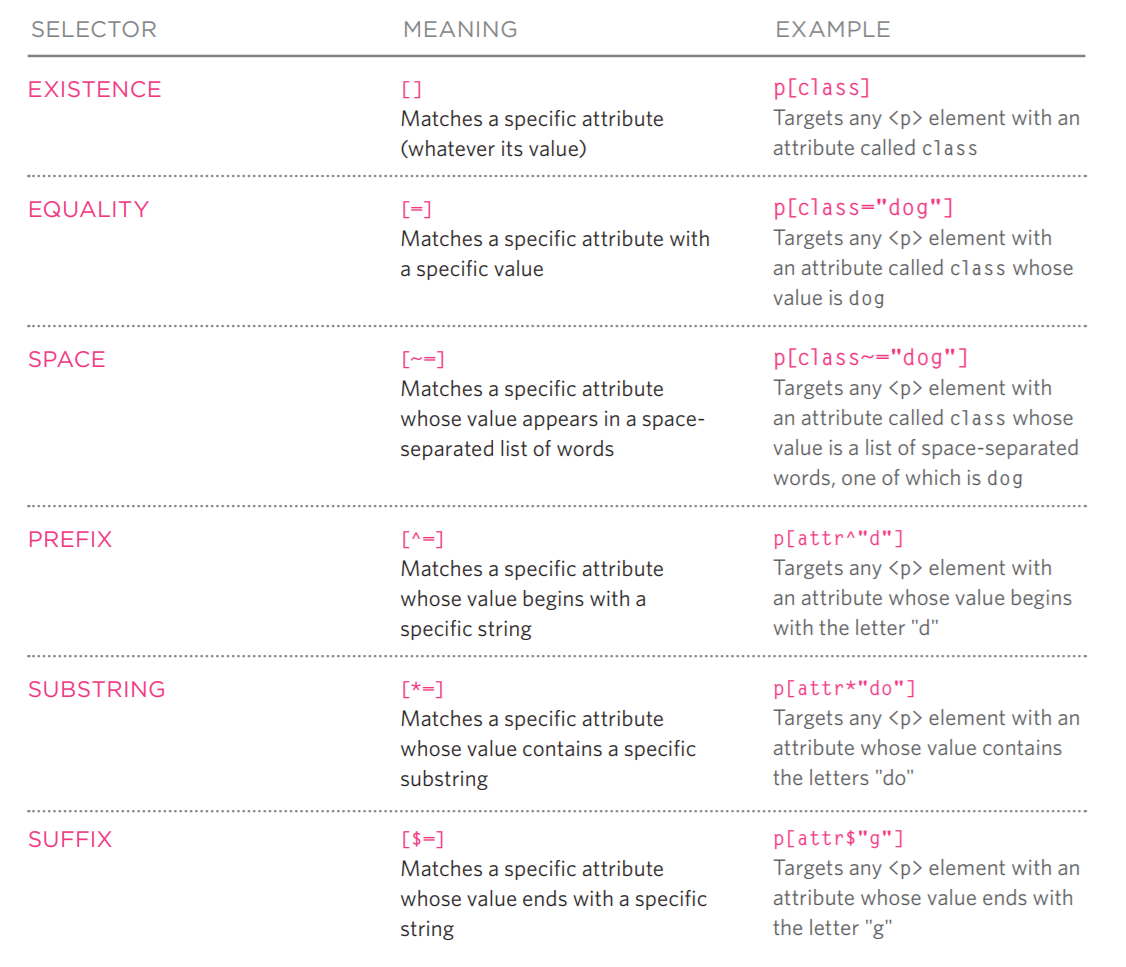 SELECTOR MEANING EXAMPLE
EXISTENCE [] p[class]
Matches a specific attribute Targets any <p> element with an
(whatever its value) attribute called class
EQUALITY [=] p[class="dog"]
Matches a specific attribute with Targets any <p> element with
a specific value an attribute called class whose
value is dog
SPACE [~=] p[class~="dog"]
Matches a specific attribute Targets any <p> element with
whose value appears in a space- an attribute called class whose
separated list of words value is a list of space-separated
words, one of which is dog
PREFIX [^=] p[attr^"d"]
Matches a specific attribute Targets any <p> element with
whose value begins with a an attribute whose value begins
specific string with the letter "d"
SUBSTRING [*=] p[attr*"do"]
Matches a specific attribute Targets any <p> element with an
whose value contains a specific attribute whose value contains
substring the letters "do"
SUFFIX [$=] p[attr$"g"]
Matches a specific attribute Targets any <p> element with an
whose value ends with a specific attribute whose value ends with
string the letter "g"